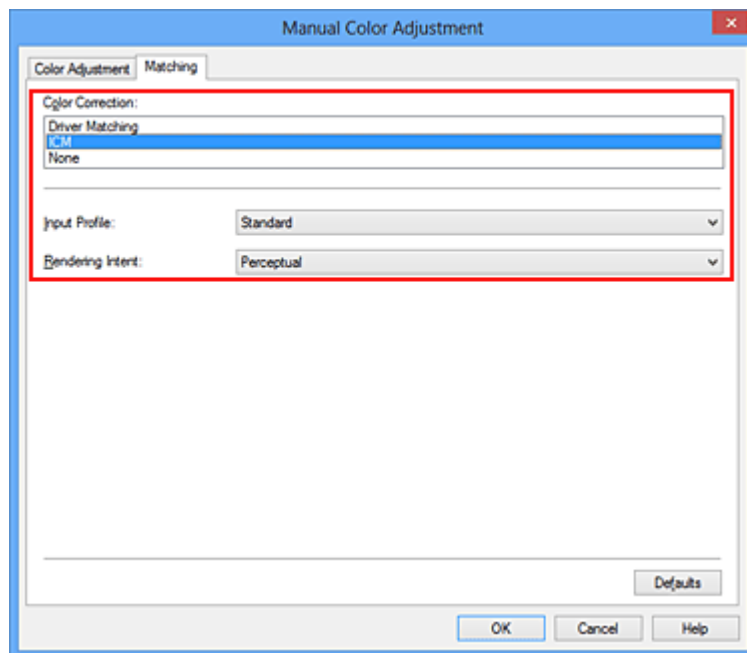 Manual Color Adjustment
Color Adjustment Matching
Color Correction:
Driver Matching
ICM
None
Input Profile: Standard
Rendering Intent: Perceptual
Defaults
OK Cancel Help